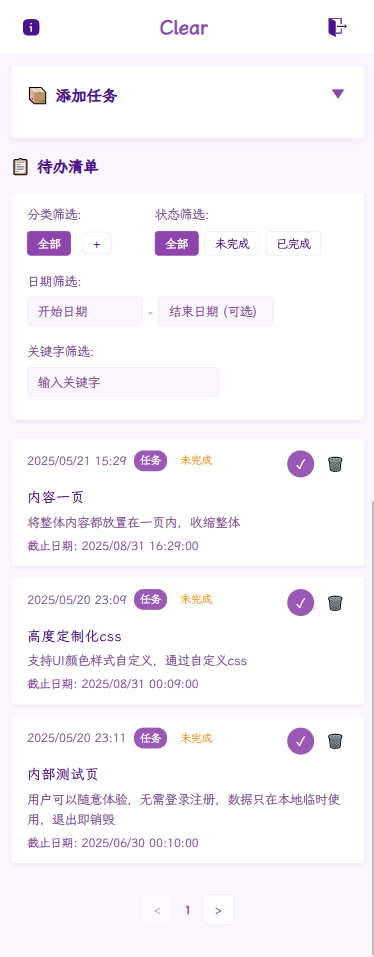 Clear
添加任务
待办清单
分类筛选:
状态筛选:
全部 +
全部 未完成 已完成
日期筛选:
开始日期 - 结束日期 (可选)
关键字筛选:
输入关键字
2025/05/21 15:29 任务 未完成
内容一页
将整体内容都放置在一页内，收缩整体
截止日期: 2025/08/31 16:29:00
2025/05/20 23:09 任务 未完成
高度定制化css
支持UI颜色样式自定义，通过自定义css
截止日期: 2025/08/31 00:09:00
2025/05/20 23:11 任务 未完成
内部测试页
用户可以随意体验，无需登录注册，数据只在本地临时使
用，退出即销毁
截止日期: 2025/06/30 00:10:00
< 1 >